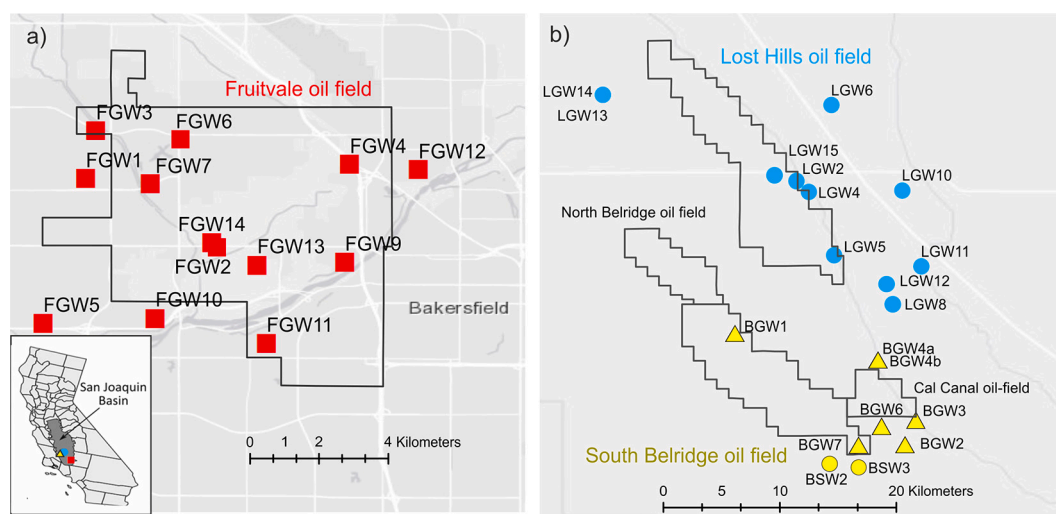 a)
Fruitvale oil field
FGW3
FGW6
FGW4
FGW12
FGW1
FGW7
FGW14
FGW2
FGW13
FGW9
Bakersfield
FGW5
FGW10
FGW11
San Joaquin
Basin
0 1 2 4 Kilometers
b)
Lost Hills oil field
LGW14
LGW13
LGW6
LGW15
LGW2
LGW4
LGW10
North Belridge oil field
LGW5
LGW11
LGW12
LGW8
BGW1
BGW4a
BGW4b
Cal Canal oil-field
BGW6
BGW3
BGW7
BGW2
South Belridge oil field
BSW2
BSW3
0 5 10 20 Kilometers